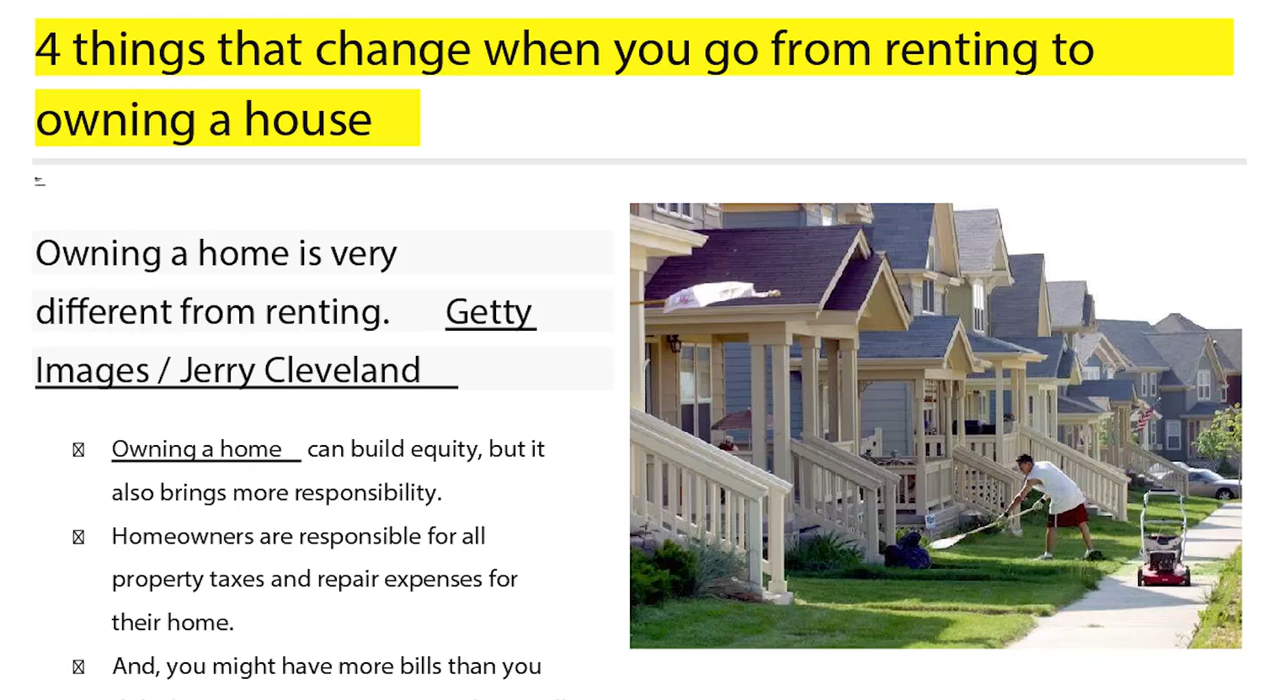 4 things that change when you go from renting to
owning a house
Owning a home is very
different from renting. Getty
Images / Jerry Cleveland
Owning a home can build equity, but it
also brings more responsibility.
Homeowners are responsible for all
property taxes and repair expenses for
their home.
And, you might have more bills than you